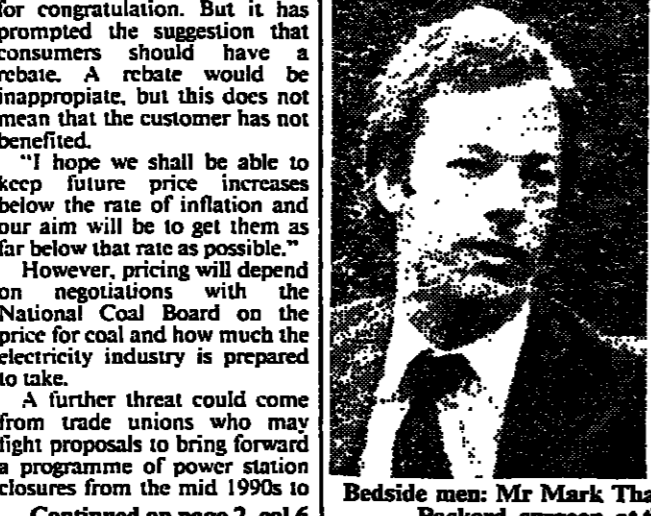 for congratulation. But it has
prompted the suggestion that
consumers should have a
rebate. A rebate would be
inappropiate, but this does not
mean that the customer has not
benefited.
"I hope we shall be able to
keep future price increases
below the rate of inflation and
our aim will be to get them as
far below that rate as possible."
However, pricing will depend
on negotiations with the
National Coal Board on the
price for coal and how much the
electricity industry is prepared
to take.
A further threat could come
from trade unions who may
fight proposals to bring forward
a programme of power station
closures from the mid 1990s to
Continued on page 2, col 6
Bedside men: Mr Mark Tha
Packard, surgeon